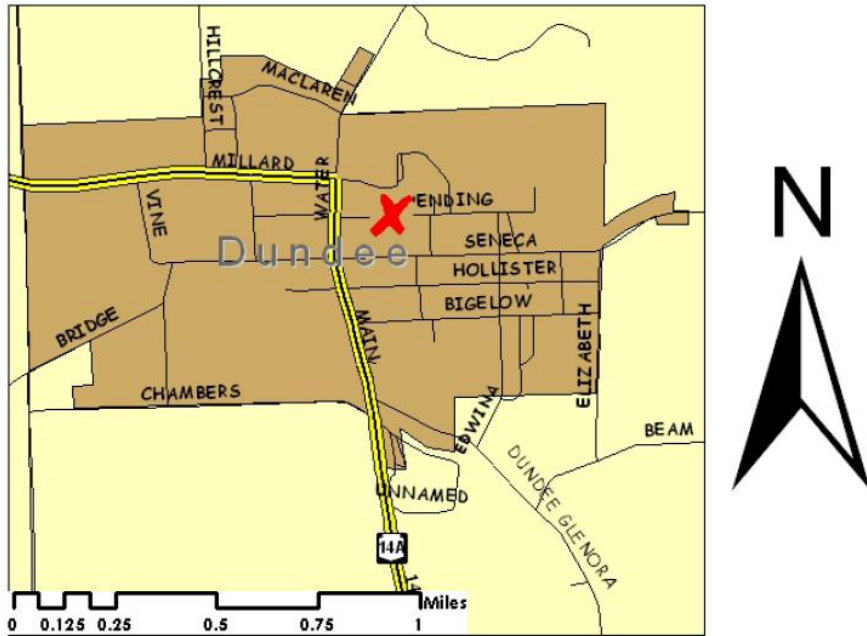 HILLCREST
MACLAREN
N
MILLARD
WATER
VINE
'ENDING
SENECA
Dundee
HOLLISTER
BIGELOW
BRIDGE
MAIN
ELIZABETH
CHAMBERS
EDWINA
BEAM
DUNDEE GLENORA
UNNAMED
14A
14
Miles
0 0.125 0.25 0.5 0.75 1